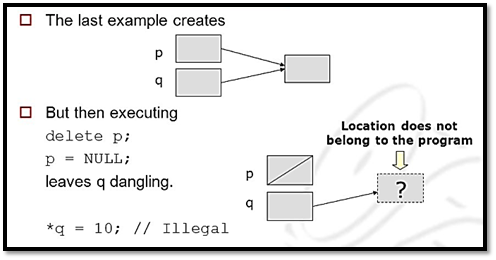 The last example creates
p
q
But then executing
delete p;
p = NULL;
leaves q dangling.
*q = 10; // Illegal
Location does not
belong to the program
p
q
?